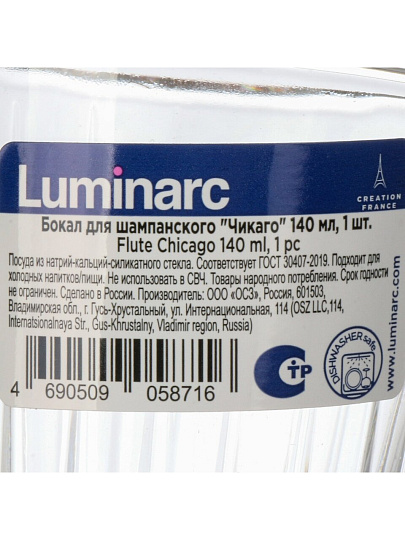 Luminarc
CREATION
FRANCE
Бокал для шампанского "Чикаго" 140 мл, 1 шт.
Flute Chicago 140 ml, 1 pc
Посуда из натрий-кальций-силикатного стекла. Соответствует ГОСТ 30407-2019. Подходит для
холодных напитков/пищи. Не использовать в СВЧ. Товары народного потребления. Срок годности
не ограничен. Сделано в России. Производитель: ООО «ОСЗ», Россия, 601503,
Владимирская обл., г. Гусь-Хрустальный, ул. Интернациональная, 114 (OSZ LLC,114,
Internatsionalnaya Str., Gus-Khrustalny, Vladimir region, Russia)
4 690509 058716
СТР
DISHWASHER safe
www.luminarc.com